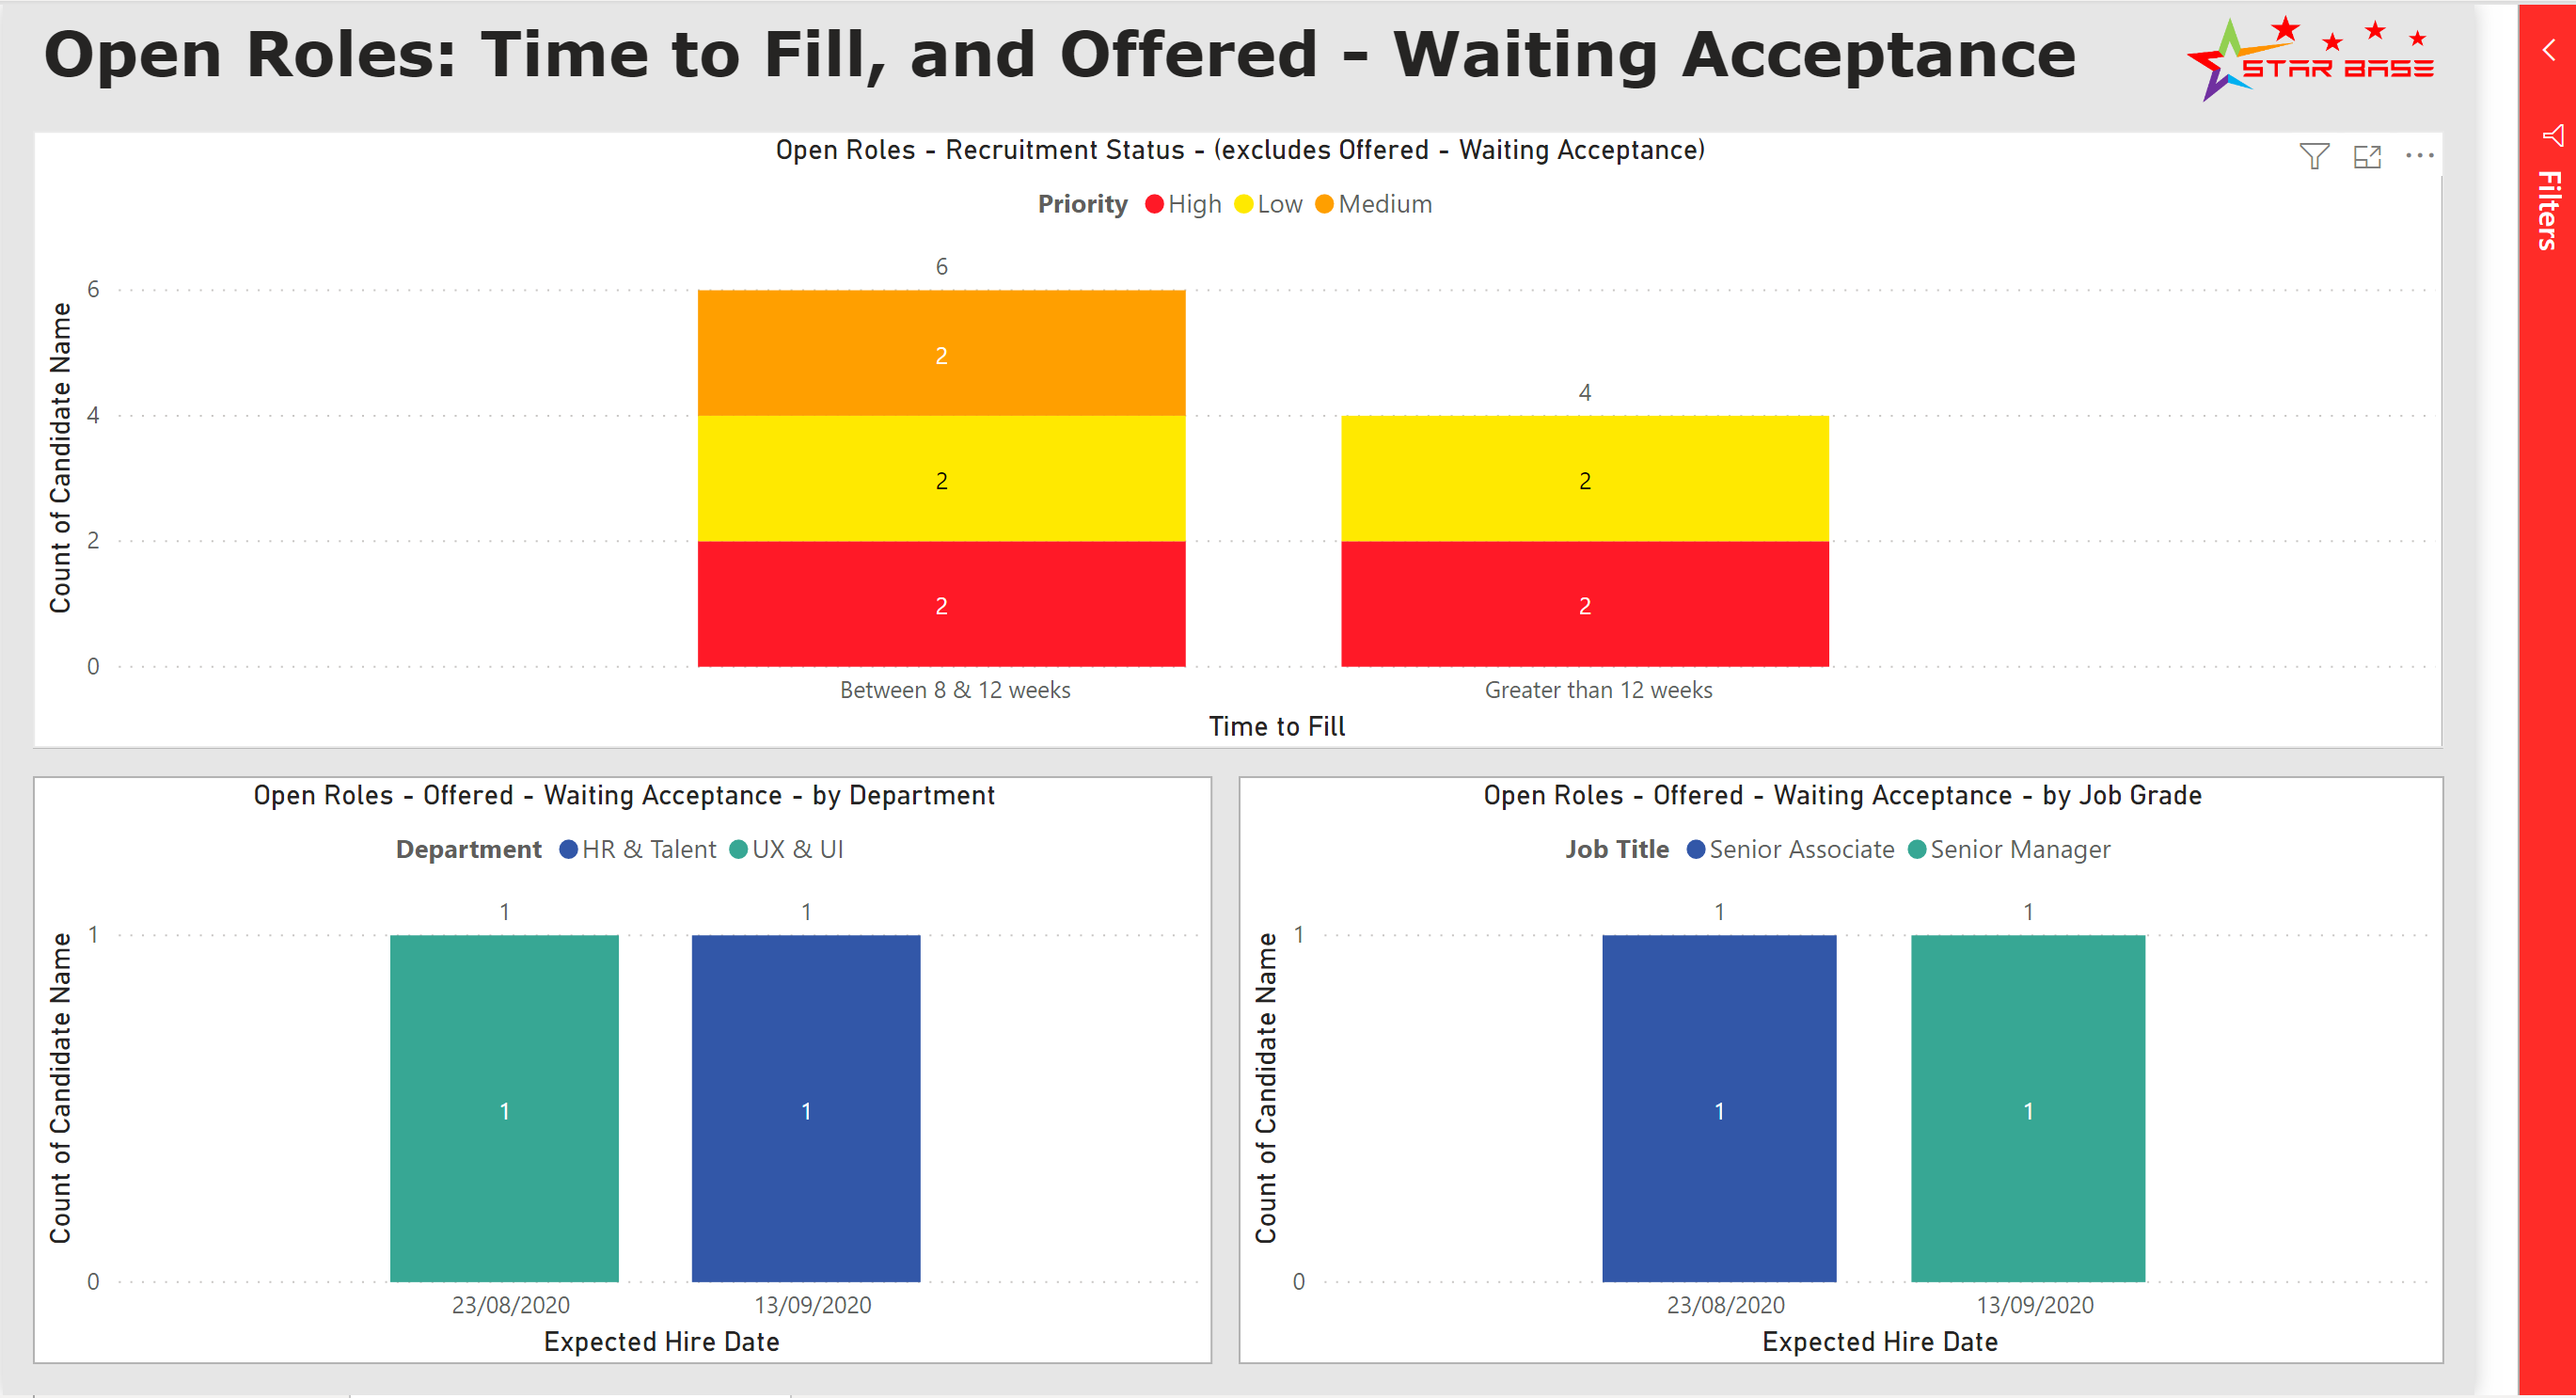 Open Roles: Time to Fill, and Offered - Waiting Acceptance
STAR BASE
Filters
Open Roles - Recruitment Status - (excludes Offered - Waiting Acceptance)
Priority High Low Medium
Count of Candidate Name
6
4
2
0
6
2
2
2
4
2
2
Between 8 & 12 weeks
Greater than 12 weeks
Time to Fill
Open Roles - Offered - Waiting Acceptance - by Department
Department HR & Talent UX & UI
Count of Candidate Name
1
0
1
1
1
1
23/08/2020
13/09/2020
Expected Hire Date
Open Roles - Offered - Waiting Acceptance - by Job Grade
Job Title Senior Associate Senior Manager
Count of Candidate Name
1
0
1
1
1
1
23/08/2020
13/09/2020
Expected Hire Date